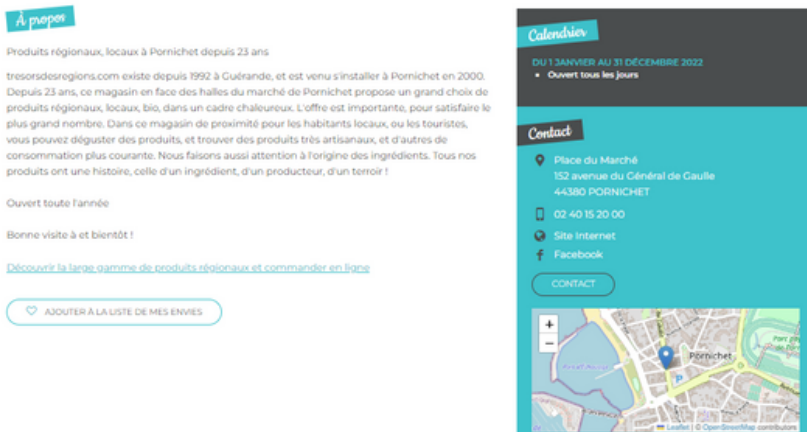 À propos
Produits régionaux, locaux à Pornichet depuis 23 ans
tresorsdesregions.com existe depuis 1992 à Guérande, et est venu s'installer à Pornichet en 2000.
Depuis 23 ans, ce magasin en face des halles du marché de Pornichet propose un grand choix de
produits régionaux, locaux, bio, dans un cadre chaleureux. L'offre est importante, pour satisfaire le
plus grand nombre. Dans ce magasin de proximité pour les habitants locaux, ou les touristes,
vous pouvez déguster des produits, et trouver des produits très artisanaux, et d'autres de
consommation plus courante. Nous faisons aussi attention à l'origine des ingrédients. Tous nos
produits ont une histoire, celle d'un ingrédient, d'un producteur, d'un terroir !
Ouvert toute l'année
Bonne visite à et bientôt !
Découvrir la large gamme de produits régionaux et commander en ligne
AJOUTER À LA LISTE DE MES ENVIES
Calendrier
DU 1 JANVIER AU 31 DÉCEMBRE 2022
Ouvert tous les jours
Contact
Place du Marché
152 avenue du Général de Gaulle
44380 PORNICHET
02 40 15 20 00
Site Internet
Facebook
CONTACT
+
−
Pornichet
P
Leaflet | © OpenStreetMap contributors